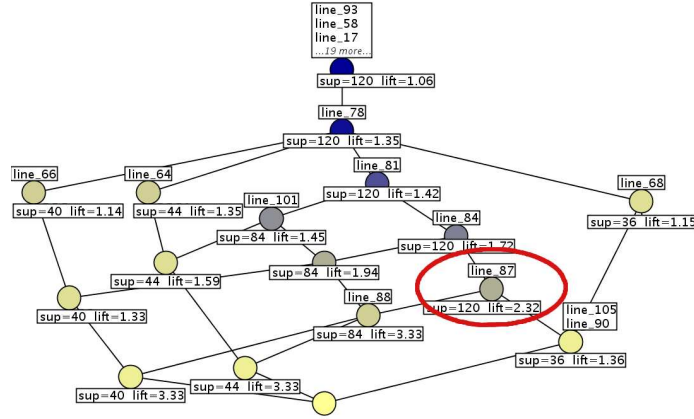 line_93
line_58
line_17
...19 more...
sup=120 lift=1.06
line_78
sup=120 lift=1.35
line_66
line_64
line_81
line_68
sup=40 lift=1.14
sup=44 lift=1.35
sup=120 lift=1.42
sup=36 lift=1.15
line_101
line_84
sup=84 lift=1.45
sup=120 lift=1.72
sup=44 lift=1.59
sup=84 lift=1.94
line_87
sup=120 lift=2.32
sup=40 lift=1.33
line_88
sup=84 lift=3.33
line_105
line_90
sup=36 lift=1.36
sup=40 lift=3.33
sup=44 lift=3.33